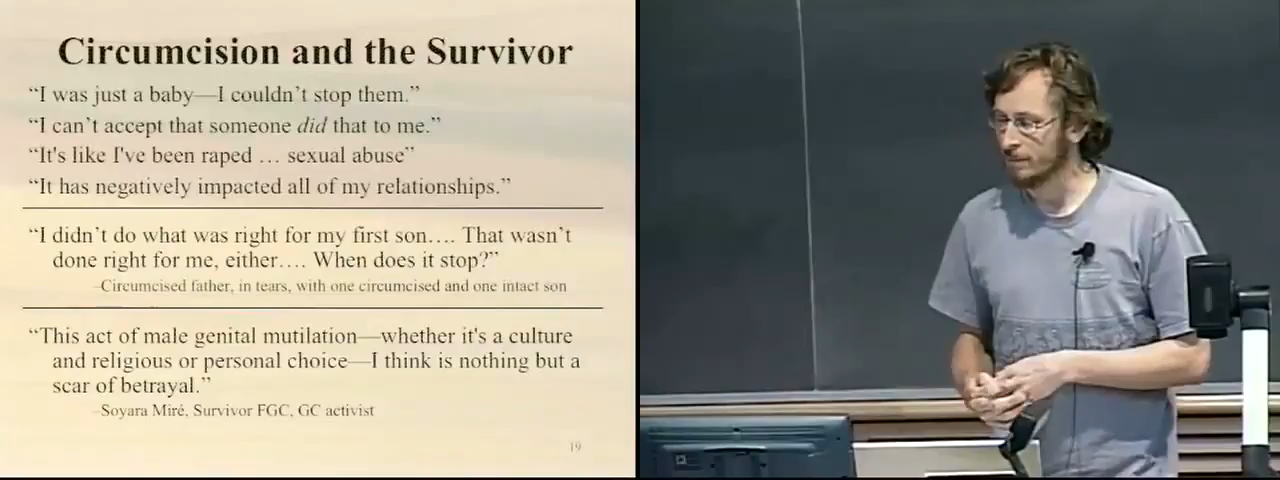 Circumcision and the Survivor
“I was just a baby—I couldn’t stop them.”
“I can’t accept that someone did that to me.”
“It's like I've been raped … sexual abuse”
“It has negatively impacted all of my relationships.”
“I didn’t do what was right for my first son…. That wasn’t
done right for me, either…. When does it stop?”
–Circumcised father, in tears, with one circumcised and one intact son
“This act of male genital mutilation—whether it's a culture
and religious or personal choice—I think is nothing but a
scar of betrayal.”
–Soyara Miré, Survivor FGC, GC activist
19